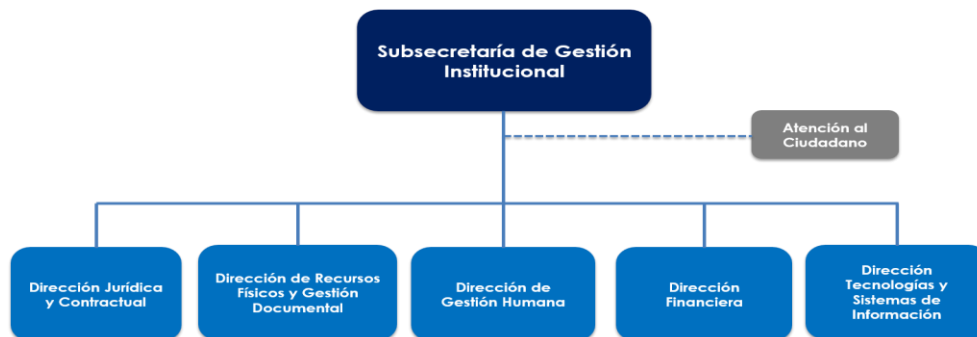 Subsecretaría de Gestión
Institucional
Atención al
Ciudadano
Dirección Jurídica
y Contractual
Dirección de Recursos
Físicos y Gestión
Documental
Dirección de
Gestión Humana
Dirección
Financiera
Dirección
Tecnologías y
Sistemas de
Información